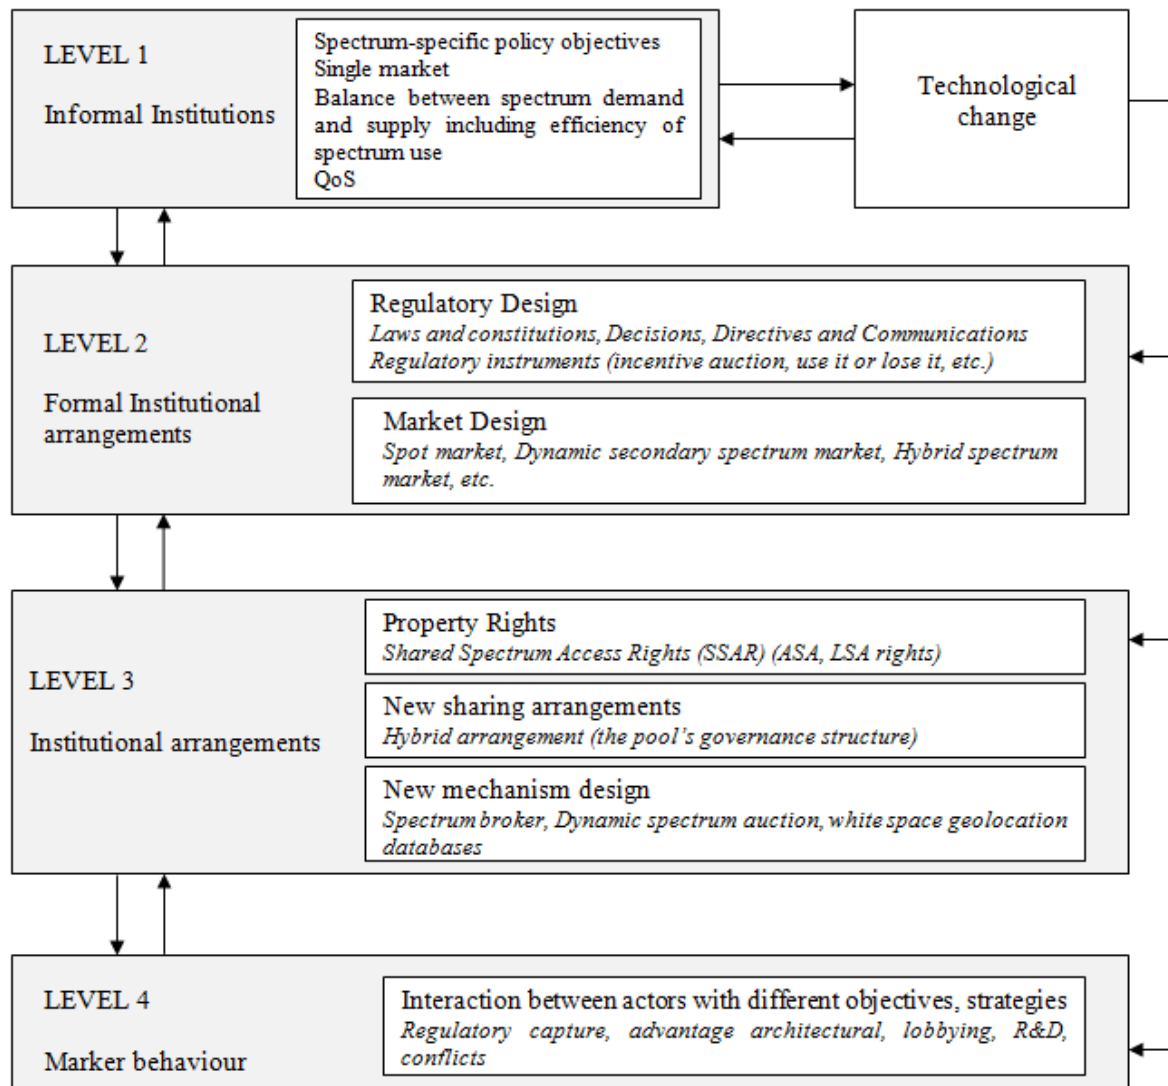 LEVEL 1
Informal Institutions
Spectrum-specific policy objectives
Single market
Balance between spectrum demand
and supply including efficiency of
spectrum use
QoS
Technological
change
LEVEL 2
Formal Institutional
arrangements
Regulatory Design
Laws and constitutions, Decisions, Directives and Communications
Regulatory instruments (incentive auction, use it or lose it, etc.)
Market Design
Spot market, Dynamic secondary spectrum market, Hybrid spectrum
market, etc.
LEVEL 3
Institutional arrangements
Property Rights
Shared Spectrum Access Rights (SSAR) (ASA, LSA rights)
New sharing arrangements
Hybrid arrangement (the pool's governance structure)
New mechanism design
Spectrum broker, Dynamic spectrum auction, white space geolocation
databases
LEVEL 4
Marker behaviour
Interaction between actors with different objectives, strategies
Regulatory capture, advantage architectural, lobbying, R&D,
conflicts